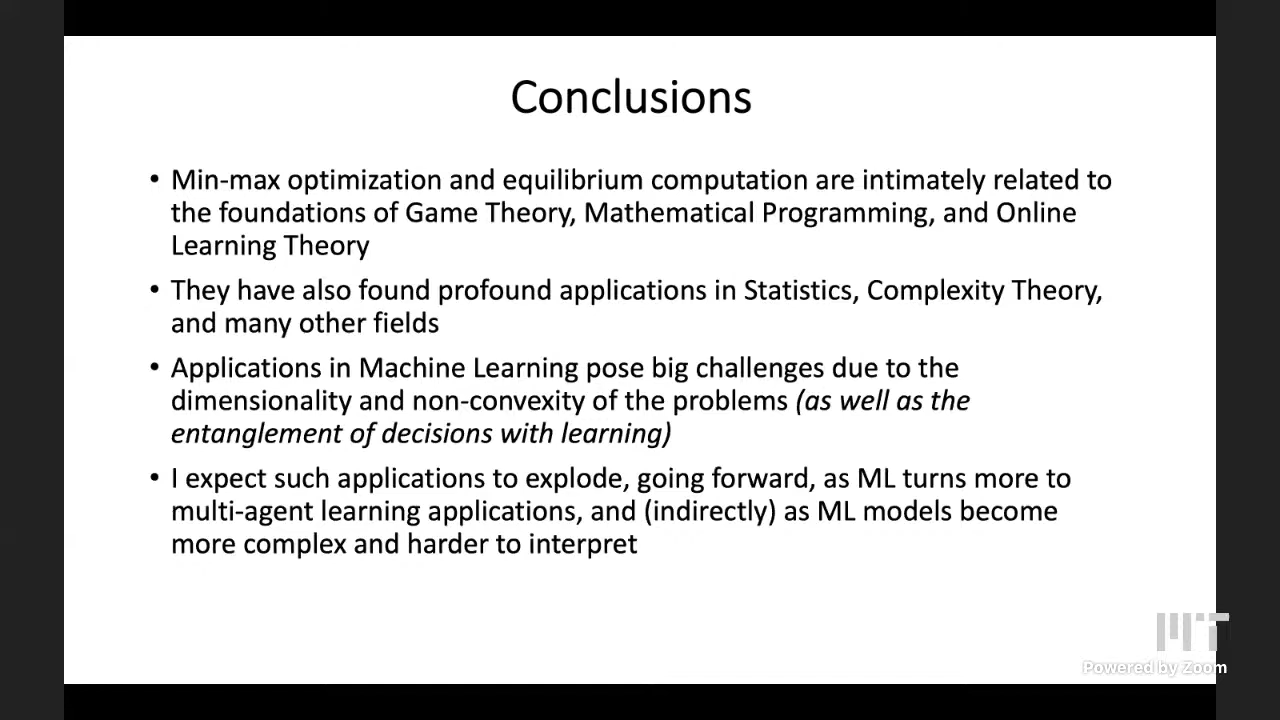 Conclusions
• Min-max optimization and equilibrium computation are intimately related to
the foundations of Game Theory, Mathematical Programming, and Online
Learning Theory
• They have also found profound applications in Statistics, Complexity Theory,
and many other fields
• Applications in Machine Learning pose big challenges due to the
dimensionality and non-convexity of the problems (as well as the
entanglement of decisions with learning)
• I expect such applications to explode, going forward, as ML turns more to
multi-agent learning applications, and (indirectly) as ML models become
more complex and harder to interpret
MIT
Powered by Zoom